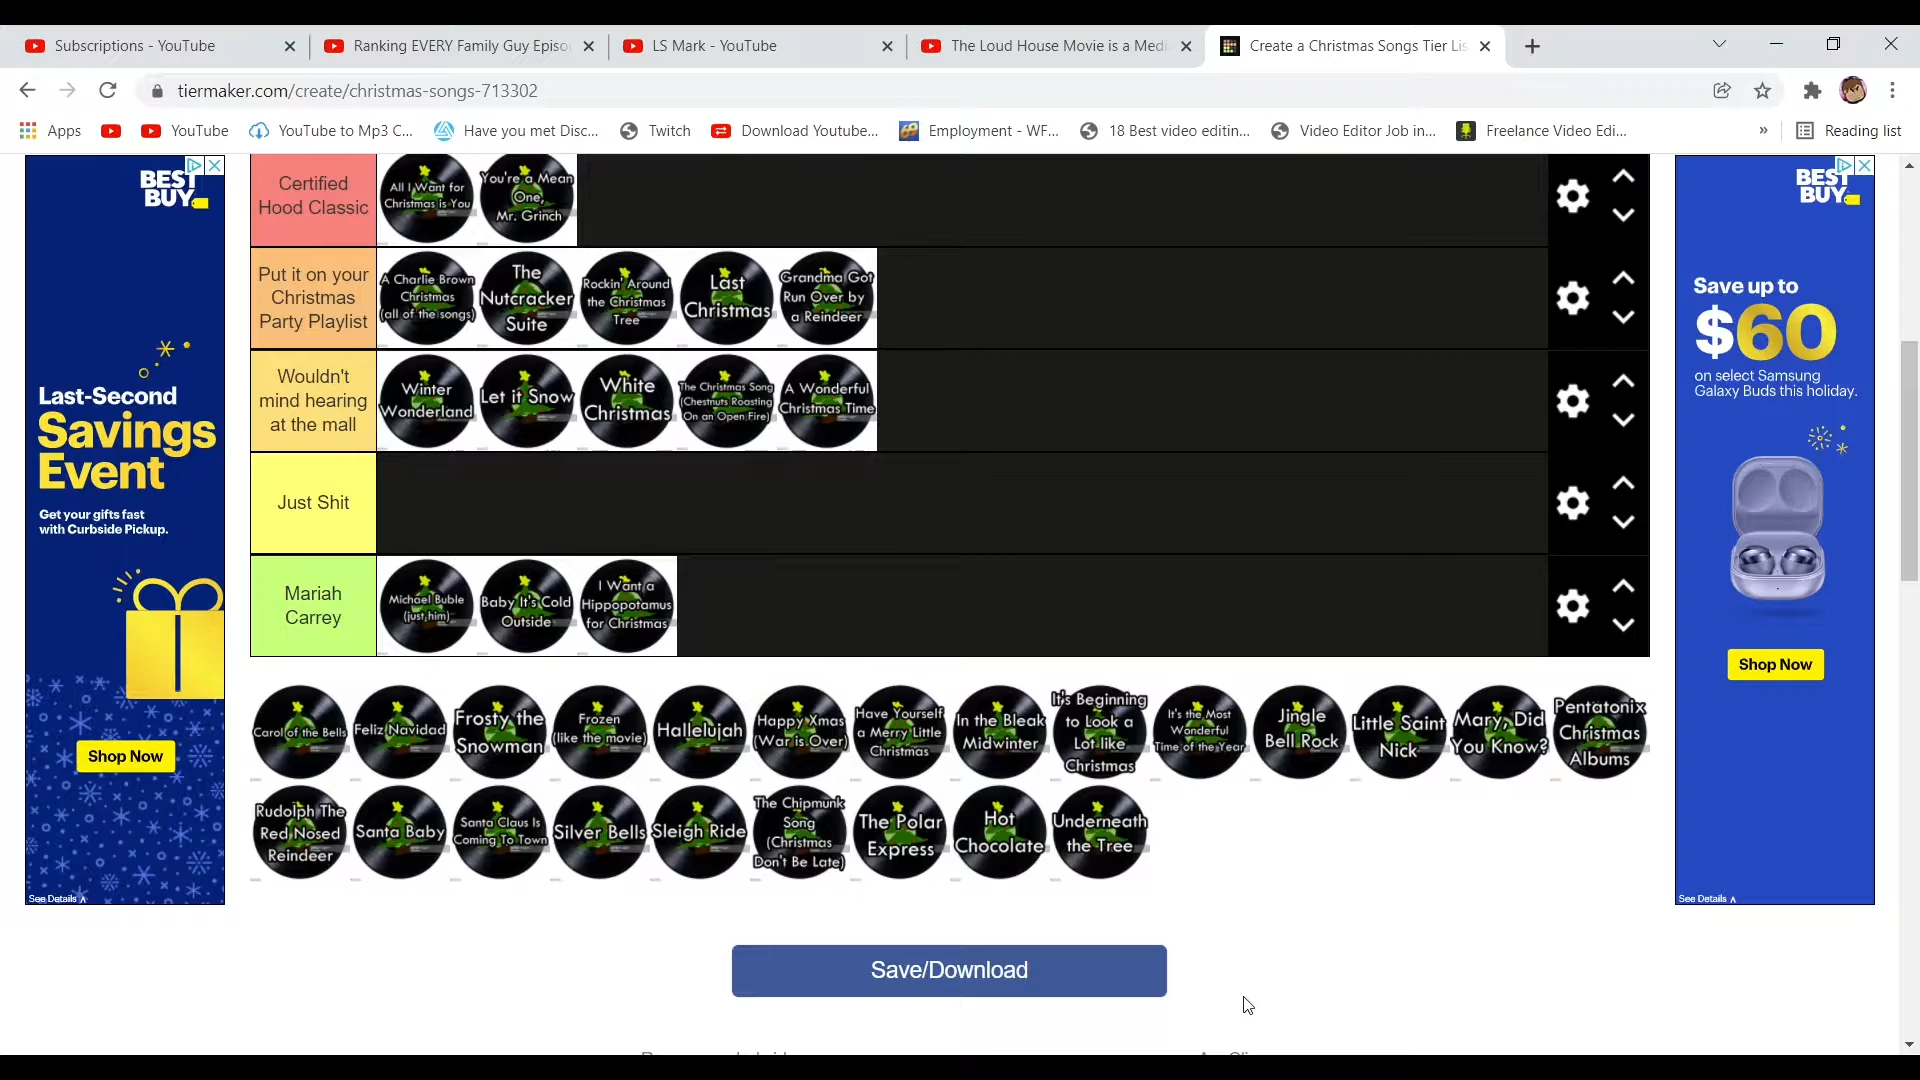 Subscriptions - YouTube
Ranking EVERY Family Guy Episo
LS Mark - YouTube
The Loud House Movie is a Medi
Create a Christmas Songs Tier Lis
tiermaker.com/create/christmas-songs-713302
Apps
YouTube
YouTube to Mp3 C...
Have you met Disc...
Twitch
Download Youtube...
Employment - WF...
18 Best video editin...
Video Editor Job in...
Freelance Video Edi...
»
Reading list
BEST
BUY
Last-Second
Savings
Event
Get your gifts fast
with Curbside Pickup.
Shop Now
See Details
Certified
Hood Classic
All I Want for
Christmas is You
You're a Mean
One,
Mr. Grinch
Put it on your
Christmas
Party Playlist
A Charlie Brown
Christmas
(all of the songs)
The
Nutcracker
Suite
Rockin' Around
the Christmas
Tree
Last
Christmas
Grandma Got
Run Over by
a Reindeer
Wouldn't
mind hearing
at the mall
Winter
Wonderland
Let it Snow
White
Christmas
The Christmas Song
(Chestnuts Roasting
On an Open Fire)
A Wonderful
Christmas Time
Just Shit
Mariah
Carrey
Michael Buble
(just him)
Baby It's Cold
Outside
I Want a
Hippopotamus
for Christmas
Carol of the Bells
Feliz Navidad
Frosty the
Snowman
Frozen
(like the movie)
Hallelujah
Happy Xmas
(War is Over)
Have Yourself
a Merry Little
Christmas
In the Bleak
Midwinter
It's Beginning
to Look a
Lot like
Christmas
It's the Most
Wonderful
Time of the Year
Jingle
Bell Rock
Little Saint
Nick
Mary, Did
You Know?
Pentatonix
Christmas
Albums
Rudolph The
Red Nosed
Reindeer
Santa Baby
Santa Claus Is
Coming To Town
Silver Bells
Sleigh Ride
The Chipmunk
Song
(Christmas
Don't Be Late)
The Polar
Express
Hot
Chocolate
Underneath
the Tree
Save/Download
BEST
BUY
Save up to
$60
on select Samsung
Galaxy Buds this holiday.
Shop Now
See Details